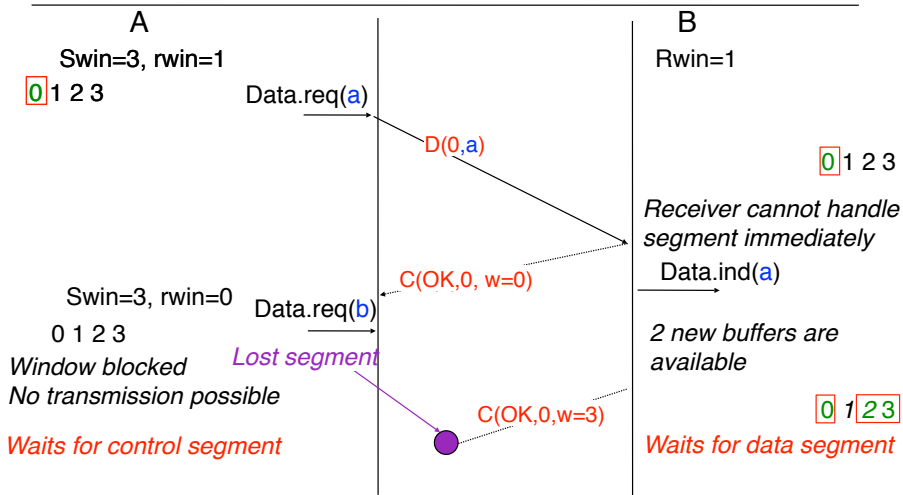 A
B
Swin=3, rwin=1
Rwin=1
0 1 2 3
Data.req(a)
D(0,a)
0 1 2 3
Receiver cannot handle
segment immediately
C(OK,0, w=0)
Data.ind(a)
Swin=3, rwin=0
Data.req(b)
0 1 2 3
2 new buffers are
available
Lost segment
Window blocked
No transmission possible
C(OK,0,w=3)
0 1 2 3
Waits for control segment
Waits for data segment